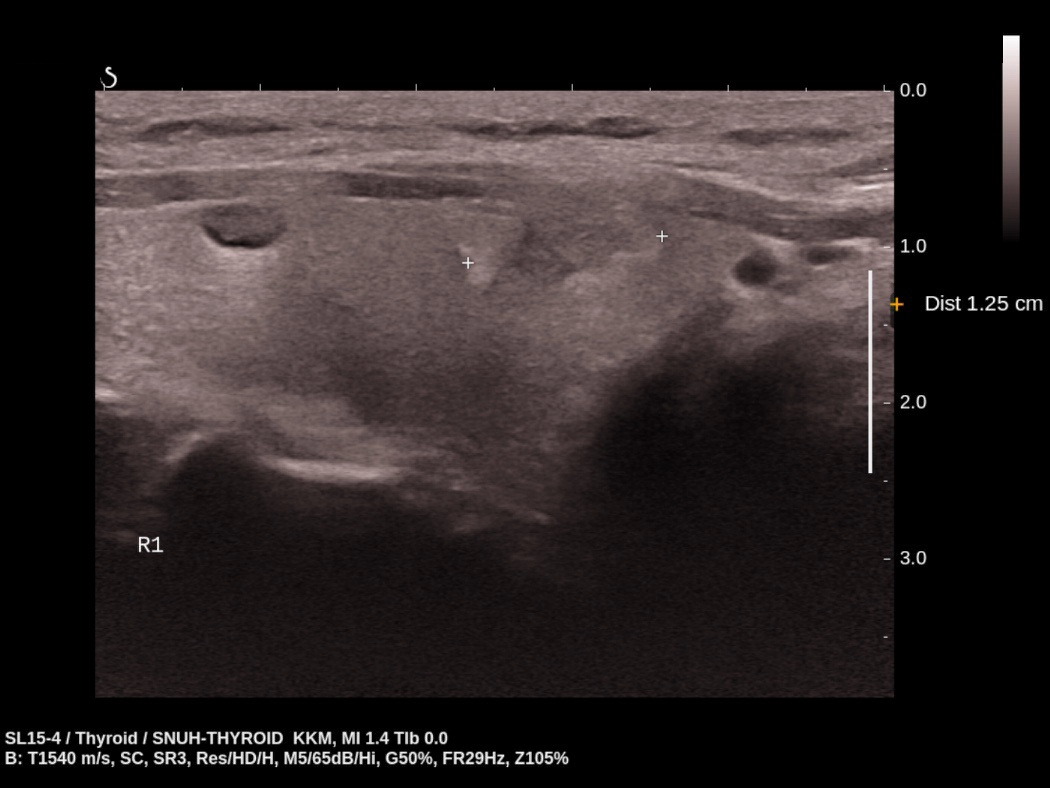 S
0.0
1.0
Dist 1.25 cm
2.0
R1
3.0
SL15-4 / Thyroid / SNUH-THYROID KKM, MI 1.4 TIb 0.0
B: T1540 m/s, SC, SR3, Res/HD/H, M5/65dB/Hi, G50%, FR29Hz, Z105%